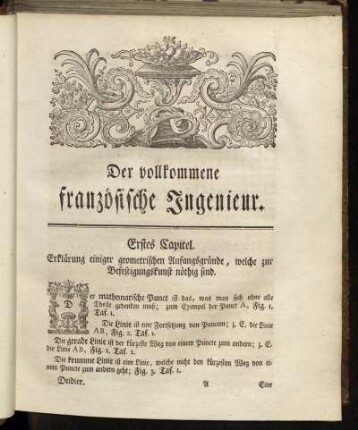 Der vollkommene
französische Ingenieur.
Erstes Capitel.
Erklärung einiger geometrischen Anfangsgründe, welche zur
Befestigungskunst nöthig sind.
Der mathematische Punct ist das, was man sich ohne alle
Theile gedenken muß; zum Exempel der Punct A, Fig. 1.
Taf. 1.
Die Linie ist eine Fortsetzung von Puncten; z. E. die Linie
AB, Fig. 2. Taf. 1.
Die gerade Linie ist der kürzeste Weg von einem Puncte zum andern; z. E.
die Linie AB, Fig. 2. Taf. 1.
Die krumme Linie ist eine Linie, welche nicht den kürzesten Weg von ei-
nem Puncte zum andern geht; Fig. 3. Taf. 1.
Deidier. A Eine